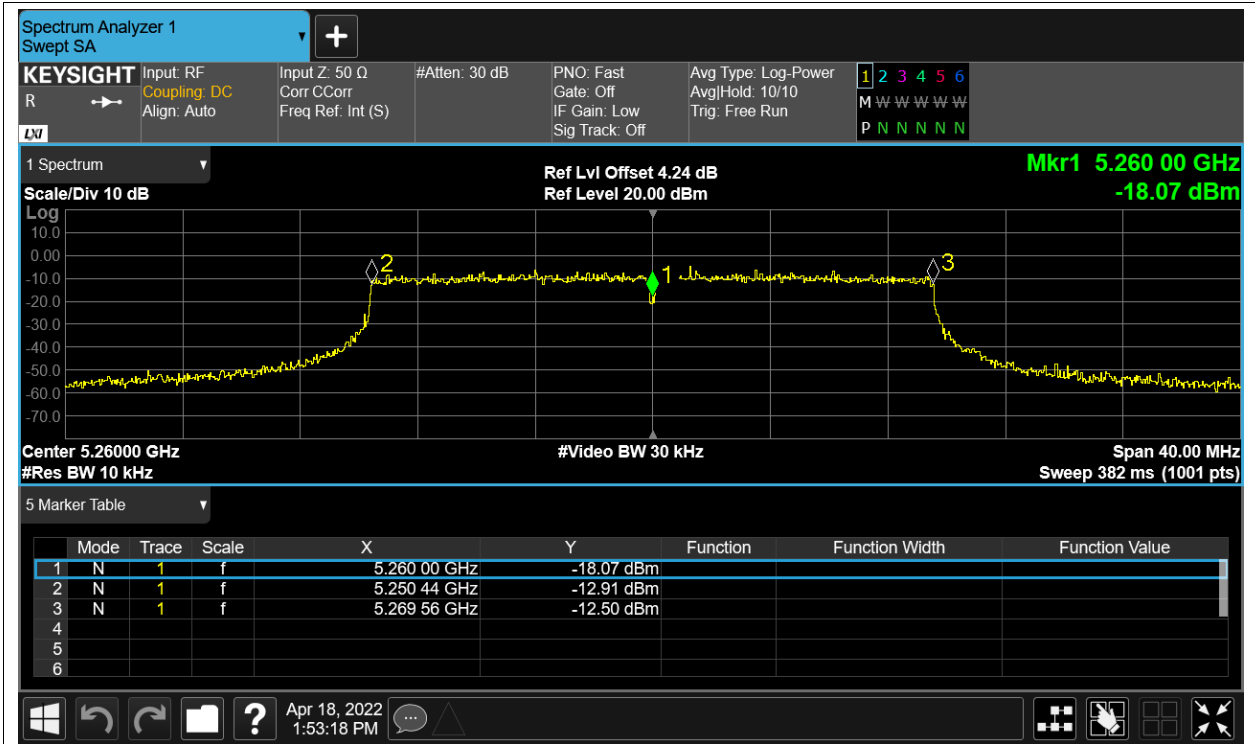 Spectrum Analyzer 1
Swept SA
KEYSIGHT Input: RF Input Z: 50 Ω #Atten: 30 dB PNO: Fast Avg Type: Log-Power 1 2 3 4 5 6
R Coupling: DC Corr CCorr Gate: Off Avg|Hold: 10/10 M W W W W W
Align: Auto Freq Ref: Int (S) IF Gain: Low Trig: Free Run
LXI Sig Track: Off P N N N N N
1 Spectrum Mkr1 5.260 00 GHz
Ref Lvl Offset 4.24 dB
Scale/Div 10 dB Ref Level 20.00 dBm -18.07 dBm
Log
10.0
0.00
2 3
-10.0 1
-20.0
-30.0
-40.0
-50.0
-60.0
-70.0
Center 5.26000 GHz #Video BW 30 kHz Span 40.00 MHz
#Res BW 10 kHz Sweep 382 ms (1001 pts)
5 Marker Table
Mode Trace Scale X Y Function Function Width Function Value
1 N 1 f 5.260 00 GHz -18.07 dBm
2 N 1 f 5.250 44 GHz -12.91 dBm
3 N 1 f 5.269 56 GHz -12.50 dBm
4
5
6
? Apr 18, 2022
1:53:18 PM